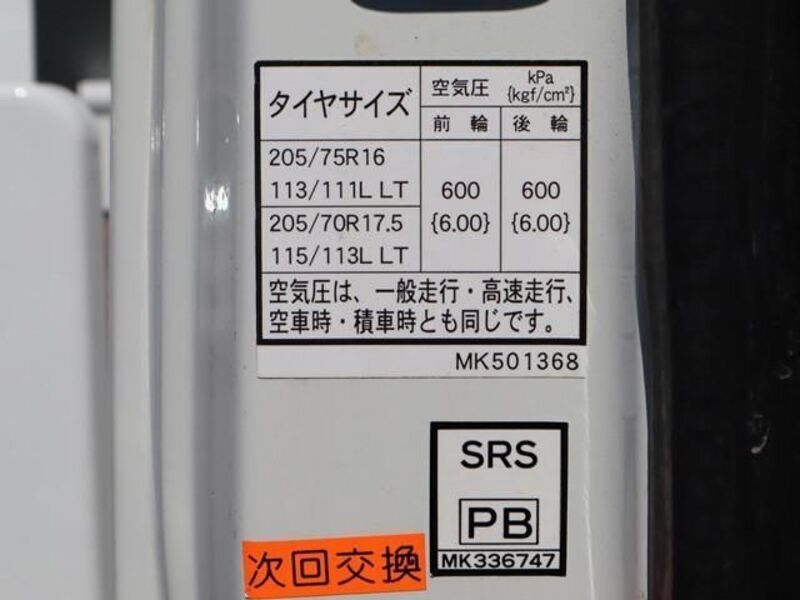 タイヤサイズ
空気圧 kPa
{kgf/cm²}
前輪 後輪
205/75R16
113/111L LT
600 600
205/70R17.5
{6.00} {6.00}
115/113L LT
空気圧は、一般走行・高速走行、
空車時・積車時とも同じです。
MK501368
SRS
PB
MK336747
次回交換